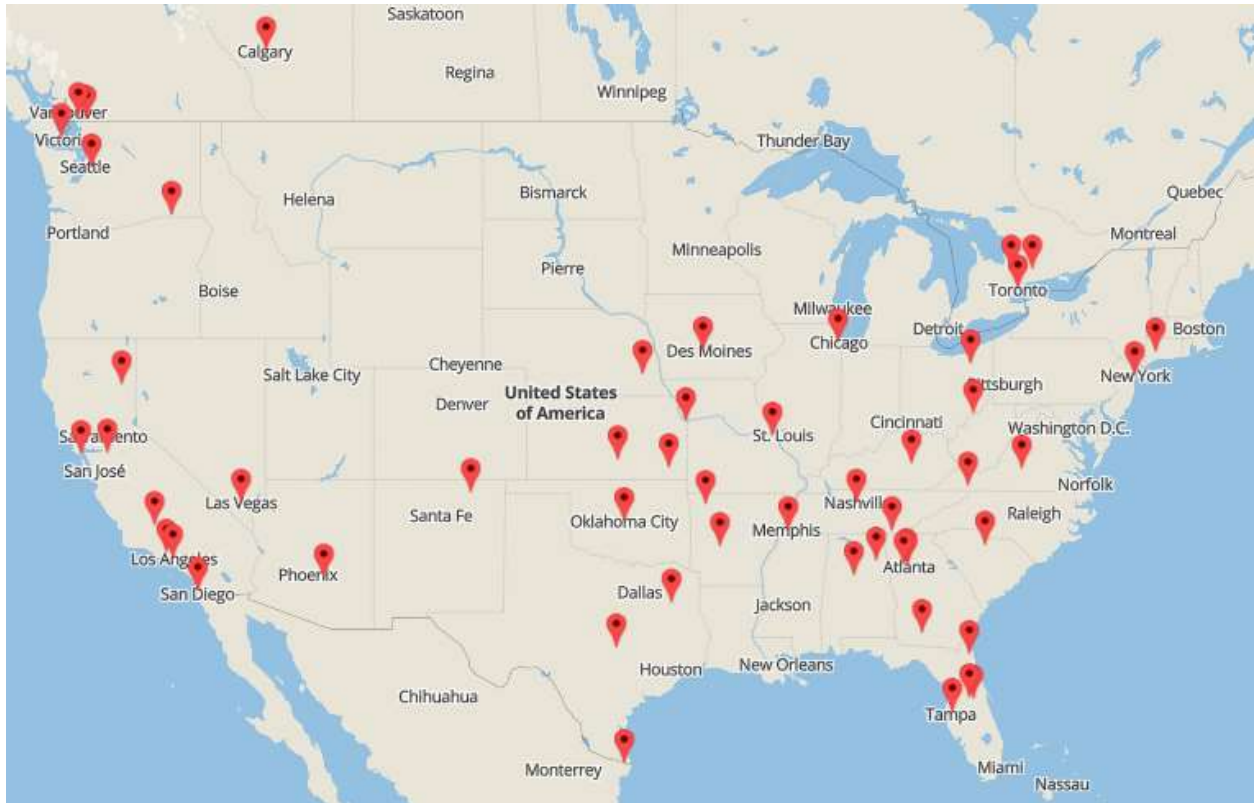 Saskatoon
Calgary
Regina
Winnipeg
Vancouver
Victoria
Seattle
Thunder Bay
Quebec
Helena
Bismarck
Portland
Montreal
Minneapolis
Pierre
Boise
Toronto
Milwaukee
Detroit
Boston
Chicago
Des Moines
Cheyenne
Salt Lake City
New York
Pittsburgh
United States
of America
Denver
Cincinnati
Washington D.C.
Sacramento
St. Louis
San José
Norfolk
Las Vegas
Nashville
Santa Fe
Raleigh
Oklahoma City
Memphis
Los Angeles
Atlanta
Phoenix
San Diego
Dallas
Jackson
New Orleans
Houston
Chihuahua
Tampa
Monterrey
Miami
Nassau